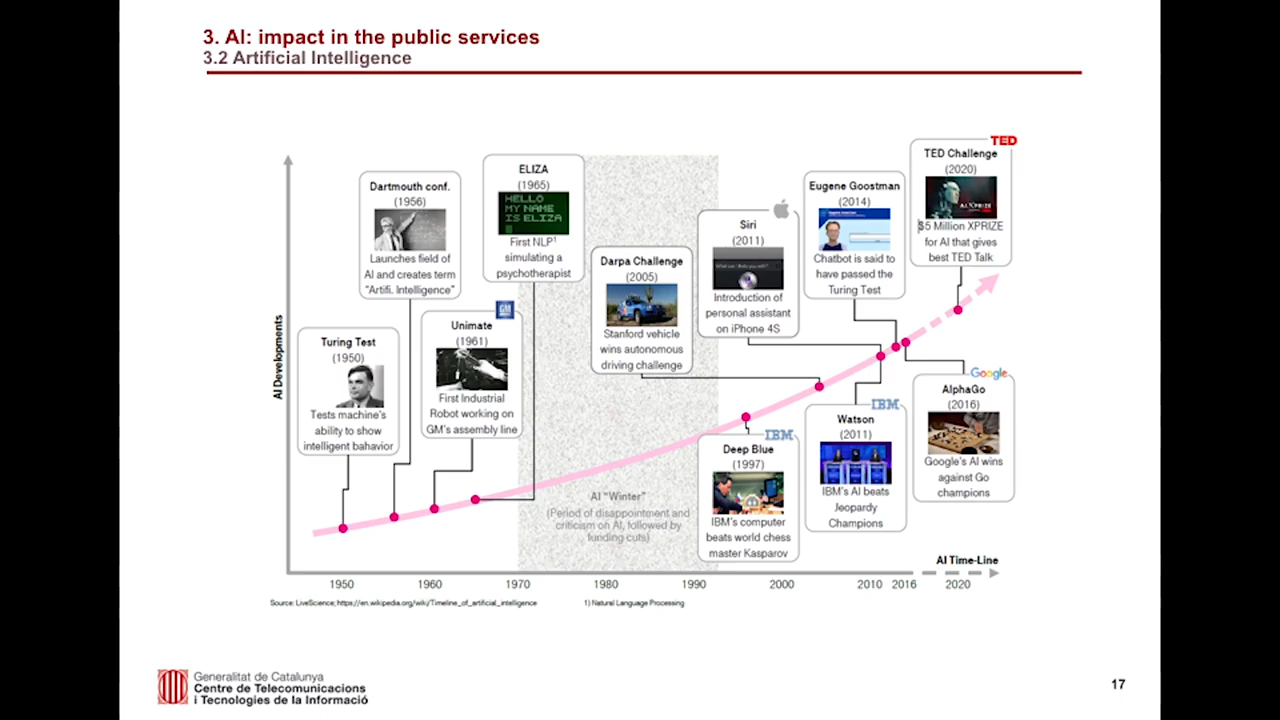 3. AI: impact in the public services
3.2 Artificial Intelligence
AI Developments
Turing Test
(1950)
Tests machine's
ability to show
intelligent bahavior
Dartmouth conf.
(1956)
Launches field of
AI and creates term
“Artifi. Intelligence”
GM
Unimate
(1961)
First Industrial
Robot working on
GM's assembly line
ELIZA
(1965)
HELLO
MY NAME
IS ELIZA
First NLP¹
simulating a
psychotherapist
AI “Winter”
(Period of disappointment and
criticism on AI, followed by
funding cuts)
Darpa Challenge
(2005)
Stanford vehicle
wins autonomous
driving challenge
Siri
(2011)
What can I help you with?
Introduction of
personal assistant
on iPhone 4S
IBM
Deep Blue
(1997)
IBM's computer
beats world chess
master Kasparov
Eugene Goostman
(2014)
Chatbot is said to
have passed the
Turing Test
IBM
Watson
(2011)
IBM's AI beats
Jeopardy
Champions
TED
TED Challenge
(2020)
A.I. XPRIZE
$5 Million XPRIZE
for AI that gives
best TED Talk
Google
AlphaGo
(2016)
Google's AI wins
against Go
champions
AI Time-Line
1950 1960 1970 1980 1990 2000 2010 2016 2020
Source: LiveScience; https://en.wikipedia.org/wiki/Timeline_of_artificial_intelligence 1) Natural Language Processing
Generalitat de Catalunya
Centre de Telecomunicacions
i Tecnologies de la Informació
17